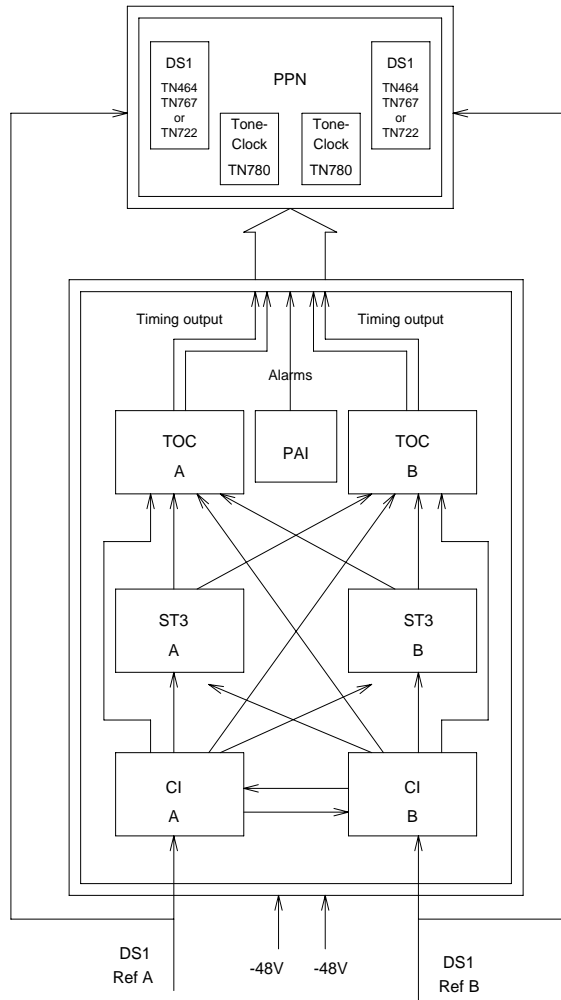 DS1
TN464
TN767
or
TN722
PPN
DS1
TN464
TN767
or
TN722
Tone-
Clock
TN780
Tone-
Clock
TN780
Timing output
Timing output
Alarms
TOC
A
PAI
TOC
B
ST3
A
ST3
B
CI
A
CI
B
DS1
Ref A
-48V
-48V
DS1
Ref B